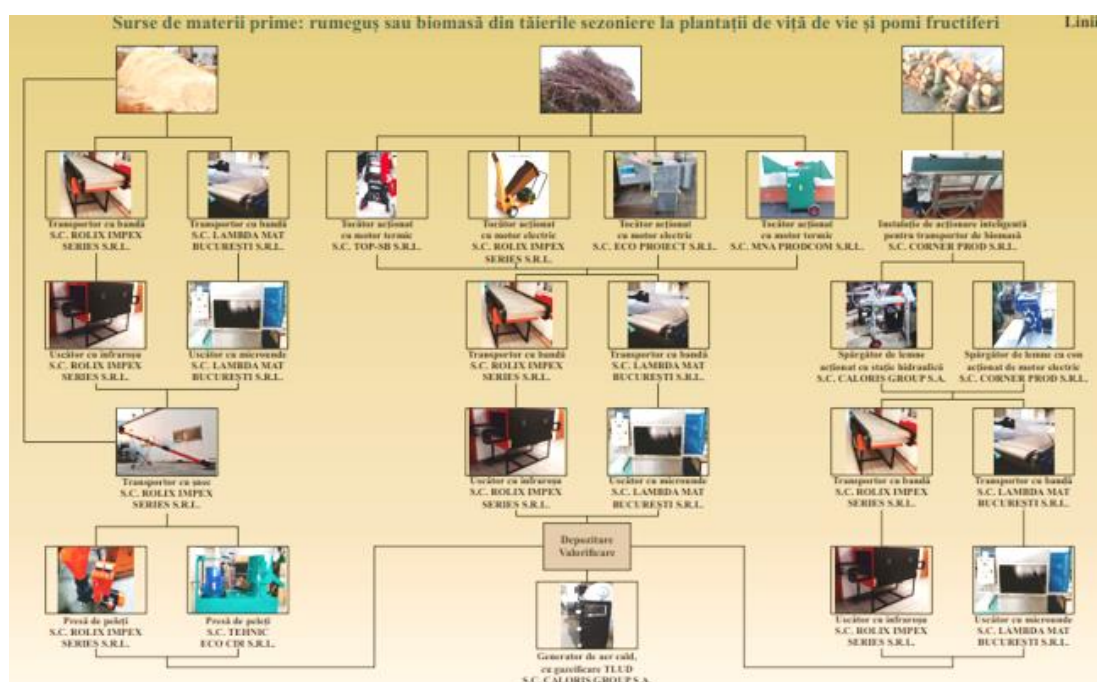 Surse de materii prime: rumeguș sau biomasă din tăierile sezoniere la plantații de viță de vie și pomi fructiferi
Linii
Transportor cu bandă
S.C. ROLIX IMPEX
SERIES S.R.L.
Transportor cu bandă
S.C. LAMBDA MAT
BUCUREȘTI S.R.L.
Tocător acționat
cu motor termic
S.C. TOP-SB S.R.L.
Tocător acționat
cu motor electric
S.C. ROLIX IMPEX
SERIES S.R.L.
Tocător acționat
cu motor electric
S.C. ECO PROIECT S.R.L.
Tocător acționat
cu motor termic
S.C. MNA PRODCOM S.R.L.
Instalație de acționare inteligentă
pentru transportor de biomasă
S.C. CORNER PROD S.R.L.
Uscător cu infraroșu
S.C. ROLIX IMPEX
SERIES S.R.L.
Uscător cu microunde
S.C. LAMBDA MAT
BUCUREȘTI S.R.L.
Transportor cu bandă
S.C. ROLIX IMPEX
SERIES S.R.L.
Transportor cu bandă
S.C. LAMBDA MAT
BUCUREȘTI S.R.L.
Spărgător de lemne
acționat cu stație hidraulică
S.C. CALORIS GROUP S.A.
Spărgător de lemne cu con
acționat de motor electric
S.C. CORNER PROD S.R.L.
Transportor cu șnec
S.C. ROLIX IMPEX
SERIES S.R.L.
Uscător cu infraroșu
S.C. ROLIX IMPEX
SERIES S.R.L.
Uscător cu microunde
S.C. LAMBDA MAT
BUCUREȘTI S.R.L.
Transportor cu bandă
S.C. ROLIX IMPEX
SERIES S.R.L.
Transportor cu bandă
S.C. LAMBDA MAT
BUCUREȘTI S.R.L.
Depozitare
Valorificare
Presă de peleți
S.C. ROLIX IMPEX
SERIES S.R.L.
Presă de peleți
S.C. TEHNIC
ECO CDI S.R.L.
Generator de aer cald,
cu gazeificare TLUD
S.C. CALORIS GROUP S.A.
Uscător cu infraroșu
S.C. ROLIX IMPEX
SERIES S.R.L.
Uscător cu microunde
S.C. LAMBDA MAT
BUCUREȘTI S.R.L.